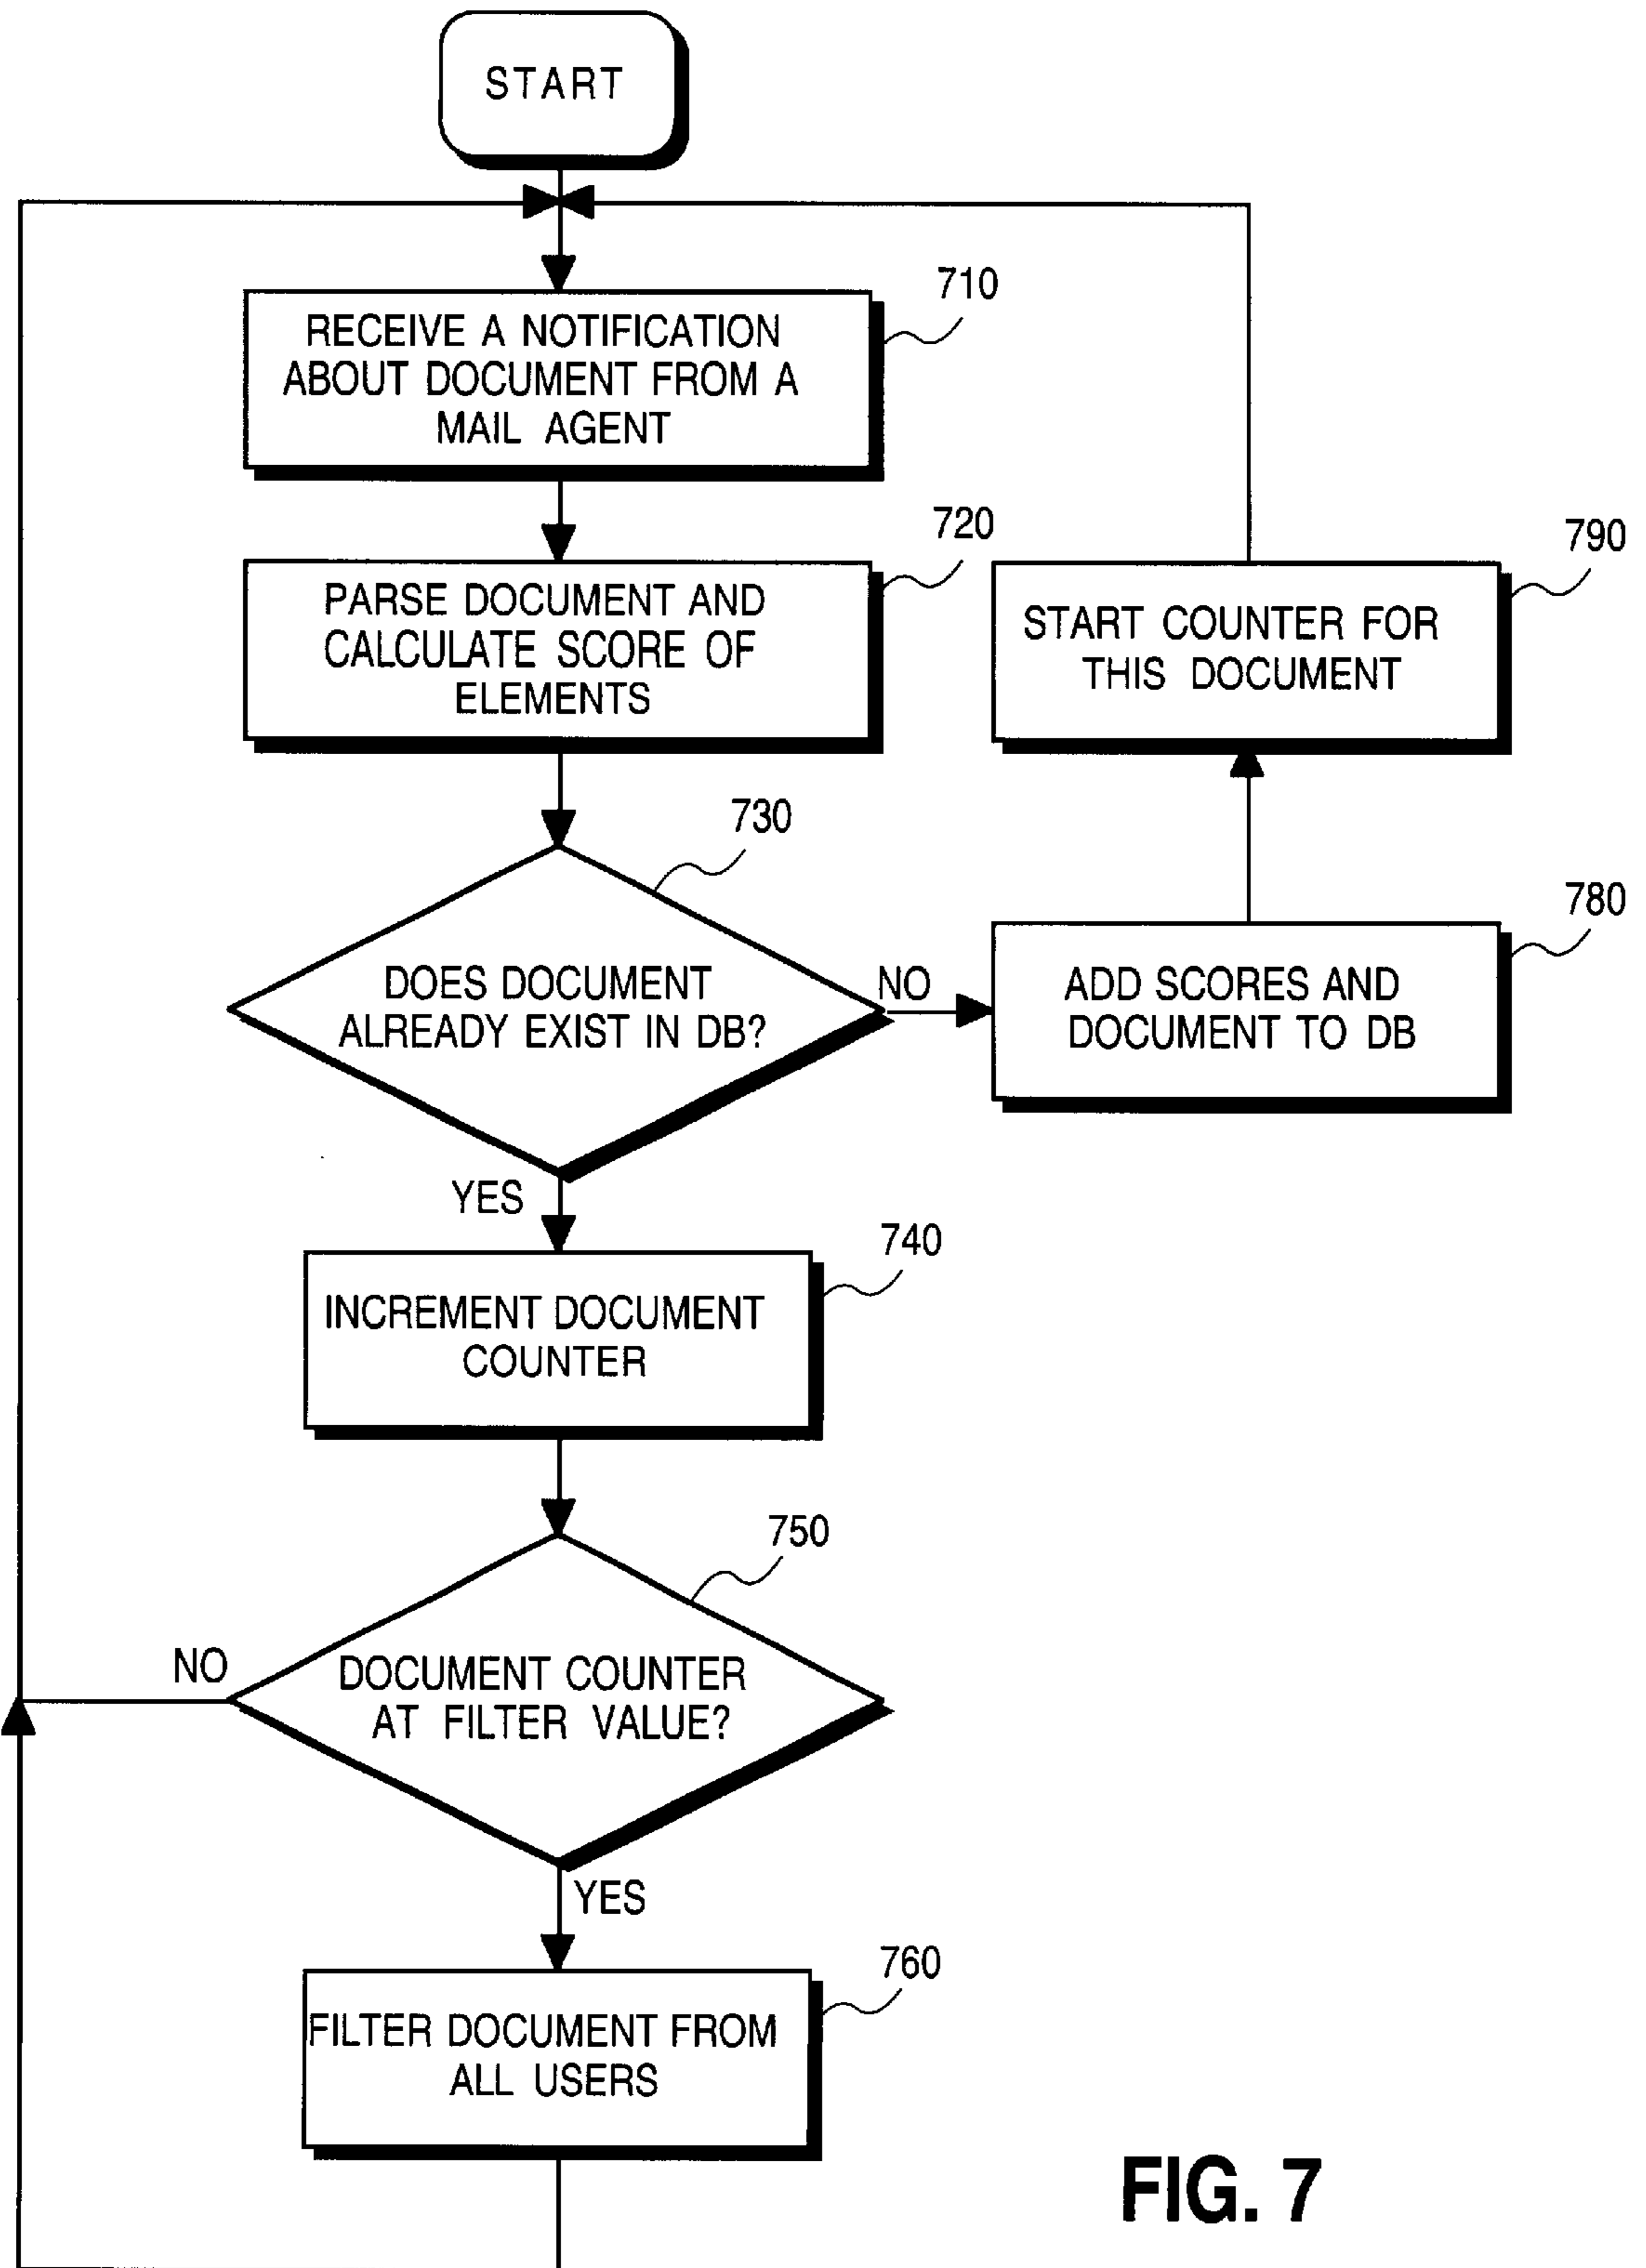 START
710
RECEIVE A NOTIFICATION
ABOUT DOCUMENT FROM A
MAIL AGENT
720
PARSE DOCUMENT AND
CALCULATE SCORE OF
ELEMENTS
790
START COUNTER FOR
THIS DOCUMENT
730
DOES DOCUMENT
ALREADY EXIST IN DB?
NO
780
ADD SCORES AND
DOCUMENT TO DB
YES
740
INCREMENT DOCUMENT
COUNTER
750
NO
DOCUMENT COUNTER
AT FILTER VALUE?
YES
760
FILTER DOCUMENT FROM
ALL USERS
FIG. 7